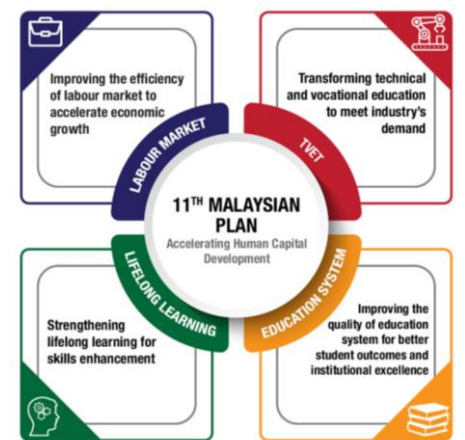 Improving the efficiency
of labour market to
accelerate economic
growth
LABOUR MARKET
Transforming technical
and vocational education
to meet industry's
demand
TVET
11TH MALAYSIAN
PLAN
Accelerating Human Capital
Development
LIFELONG LEARNING
Strengthening
lifelong learning for
skills enhancement
EDUCATION SYSTEM
Improving the
quality of education
system for better
student outcomes and
institutional excellence